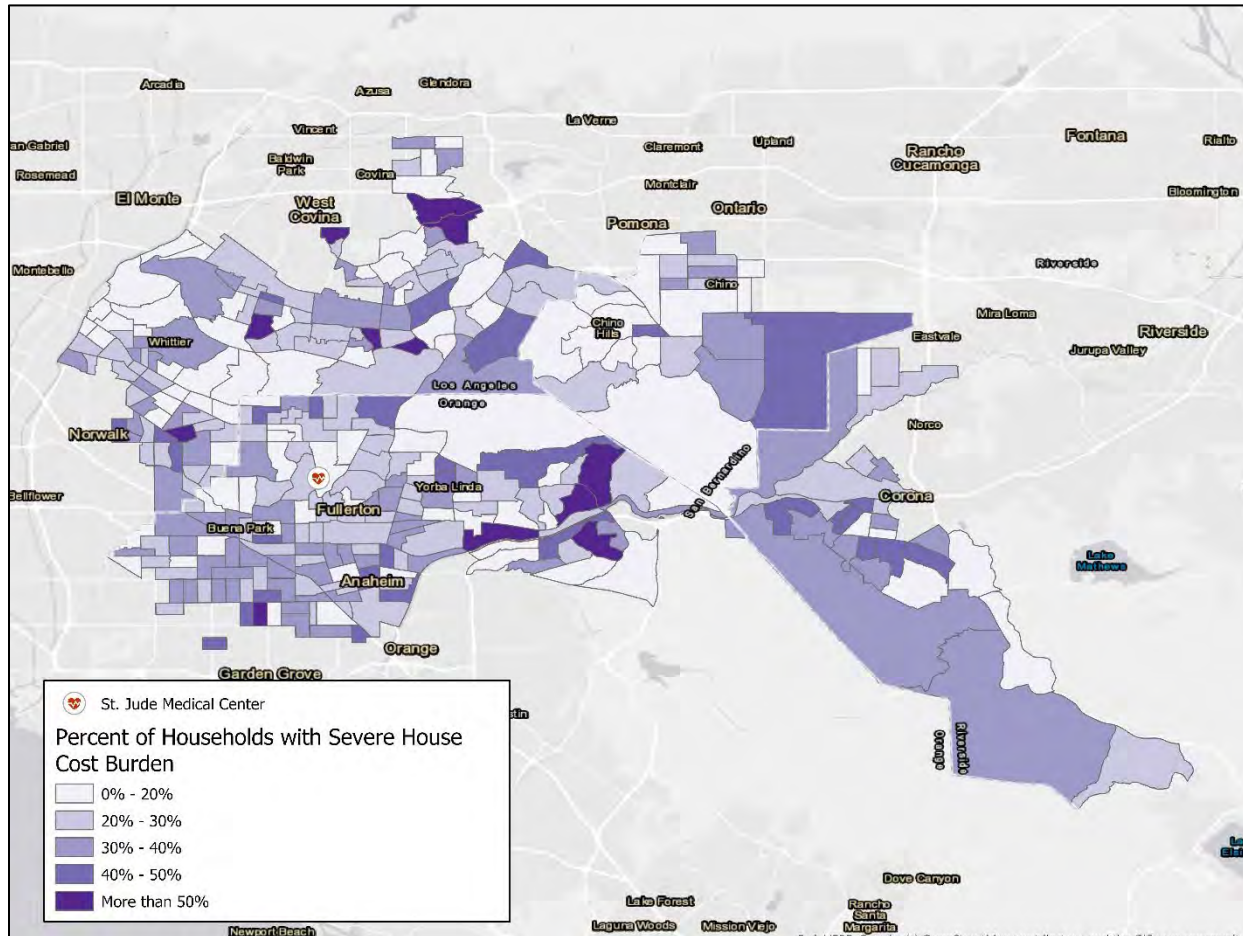 Glendora
Arcadia
Azusa
La Verne
Vincent
Fontana
an Gabriel
Claremont
Upland
Rialto
Baldwin
Park
Rancho
Cucamonga
Rosemead
Covina
Montclair
Bloomington
El Monte
West
Covina
Ontario
Pomona
Montebello
Riverside
Chino
Mira Loma
Chino
Hills
Riverside
Whittier
Eastvale
Jurupa Valley
Los Angeles
Orange
Norwalk
Norco
San Bernardino
Bellflower
Yorba Linda
Corona
Fullerton
Buena Park
Lake
Mathews
Anaheim
Orange
Garden Grove
St. Jude Medical Center
Percent of Households with Severe House
Cost Burden
0% - 20%
20% - 30%
30% - 40%
40% - 50%
More than 50%
Riverside
Orange
Dove Canyon
Lake Forest
Rancho
Santa
Margarita
Laguna Woods
Mission Viejo
Newport Beach